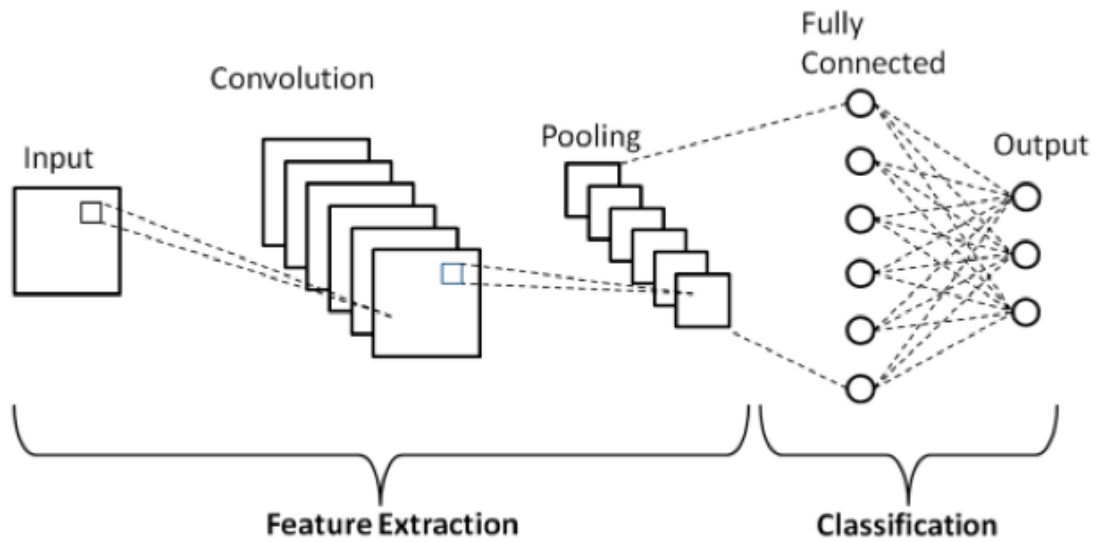 Input
Convolution
Pooling
Fully
Connected
Output
Feature Extraction
Classification